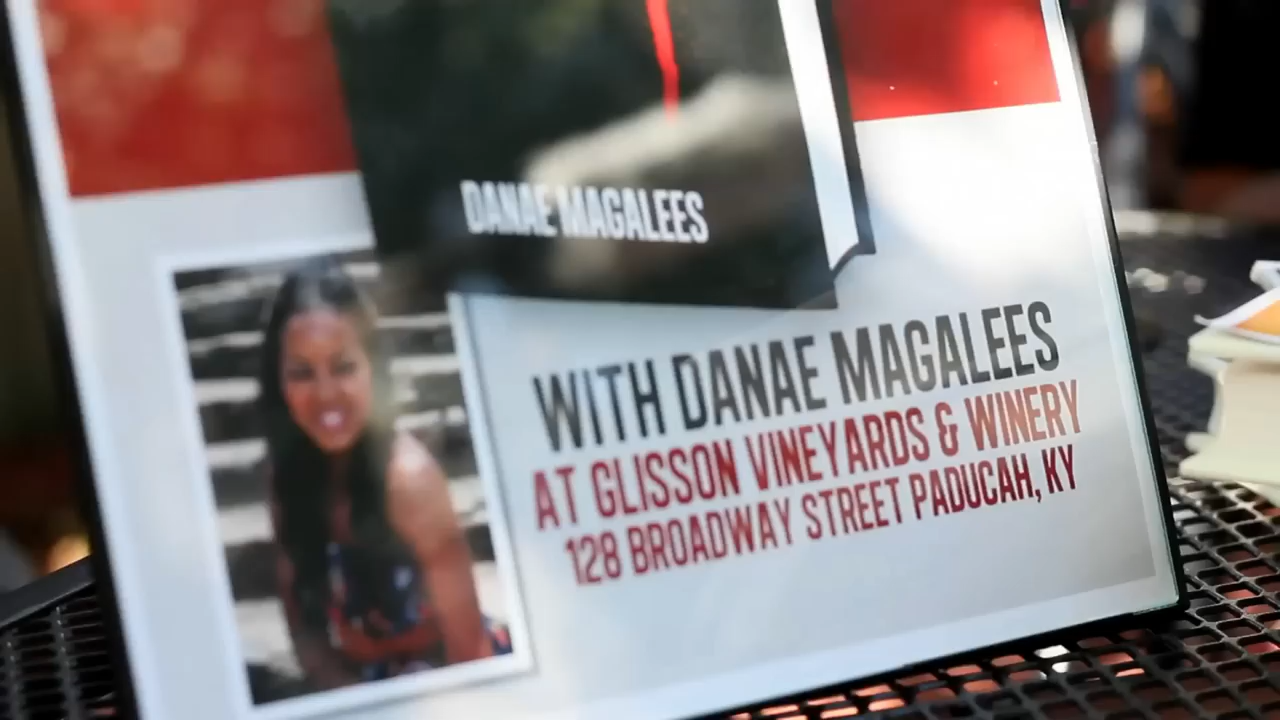 DANAE MAGALEES
WITH DANAE MAGALEES
AT GLISSON VINEYARDS & WINERY
128 BROADWAY STREET PADUCAH, KY